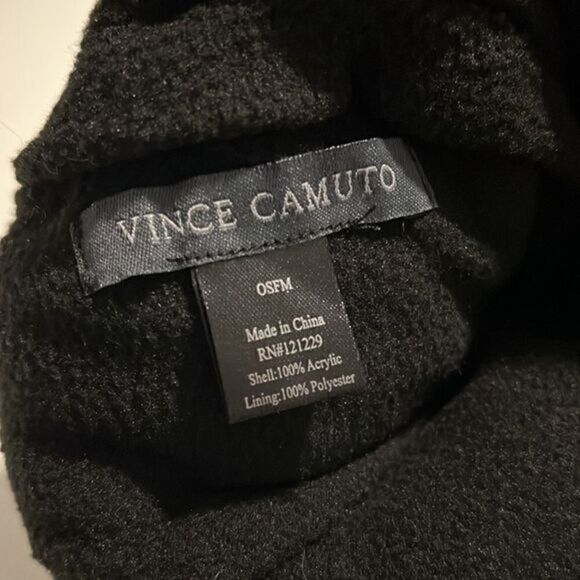 VINCE CAMUTO
OSFM
Made in China
RN#121229
Shell:100% Acrylic
Lining:100% Polyester